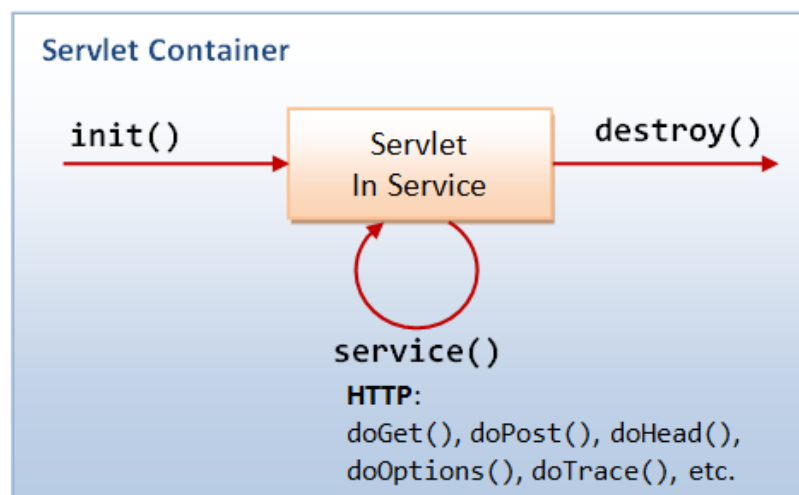 Servlet Container
init()
Servlet
In Service
destroy()
service()
HTTP:
doGet(), doPost(), doHead(),
doOptions(), doTrace(), etc.